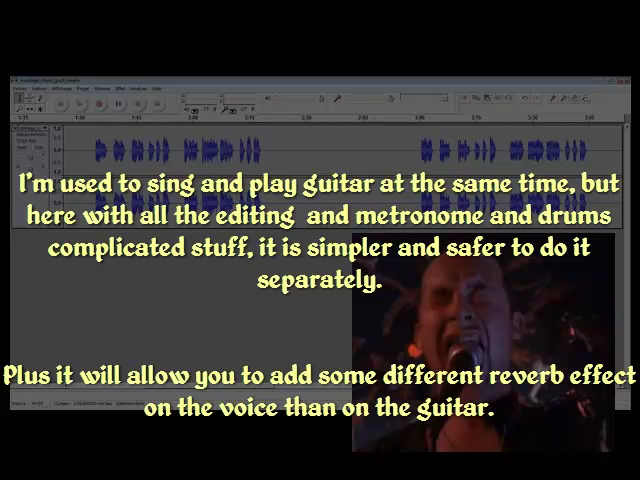 I'm used to sing and play guitar at the same time, but
here with all the editing and metronome and drums
complicated stuff, it is simpler and safer to do it
separately.
Plus it will allow you to add some different reverb effect
on the voice than on the guitar.